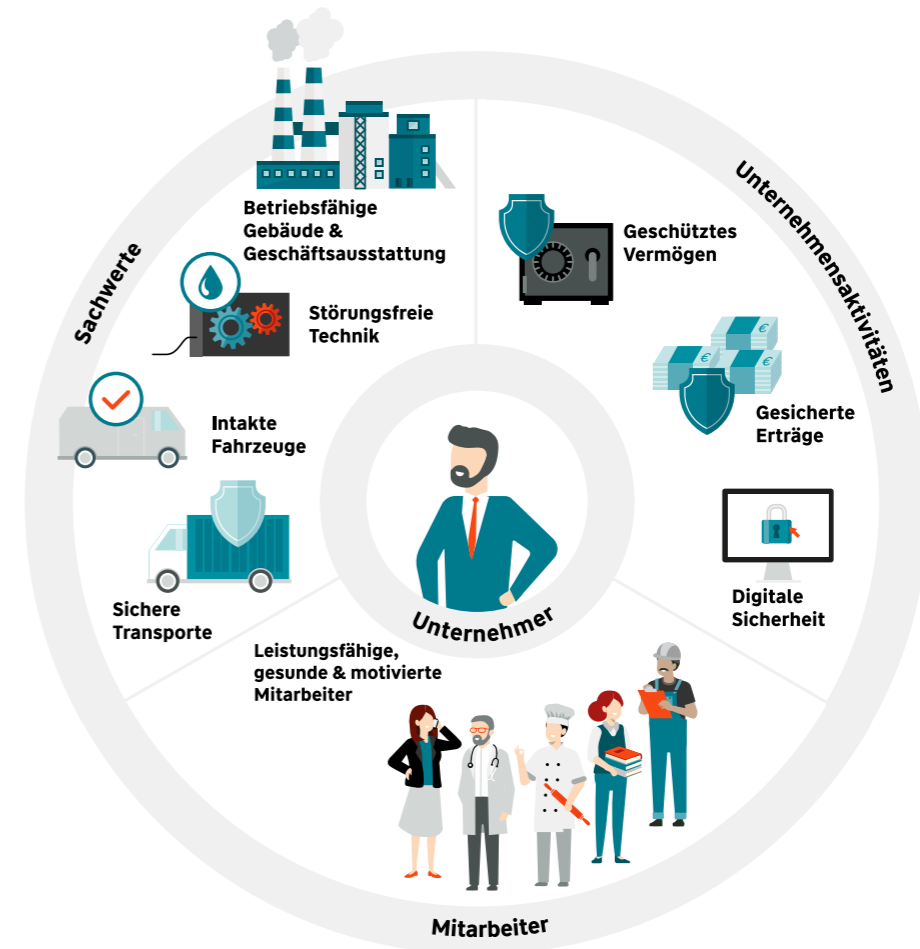 Sachwerte
Betriebsfähige
Gebäude &
Geschäftsausstattung
Störungsfreie
Technik
Intakte
Fahrzeuge
Sichere
Transporte
Unternehmensaktivitäten
Geschütztes
Vermögen
€
€
€
Gesicherte
Erträge
Digitale
Sicherheit
Unternehmer
Leistungsfähige,
gesunde & motivierte
Mitarbeiter
Mitarbeiter